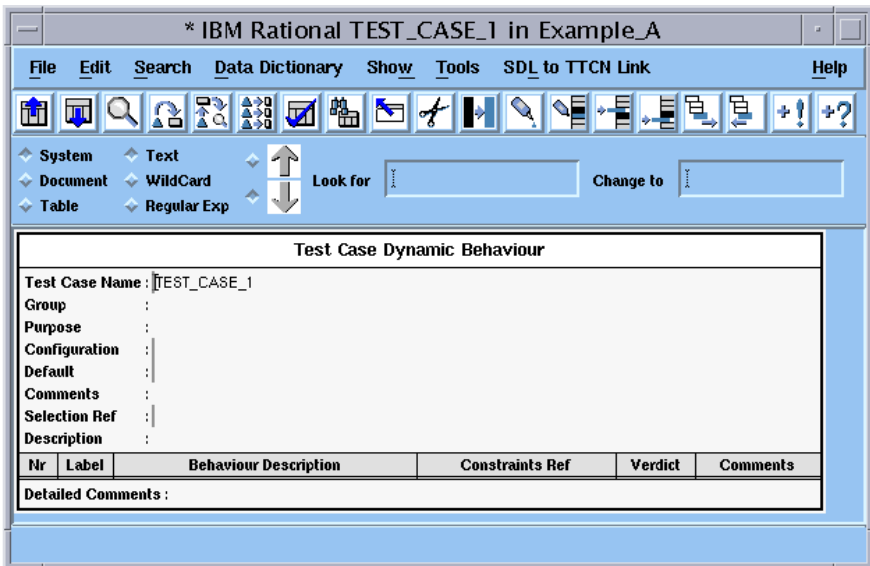 * IBM Rational TEST_CASE_1 in Example_A
File Edit Search Data Dictionary Show Tools SDL to TTCN Link Help
+! +?
System Text
Document WildCard Look for Change to
Table Regular Exp
Test Case Dynamic Behaviour
Test Case Name : TEST_CASE_1
Group :
Purpose :
Configuration :
Default :
Comments :
Selection Ref :
Description :
Nr Label Behaviour Description Constraints Ref Verdict Comments
Detailed Comments :